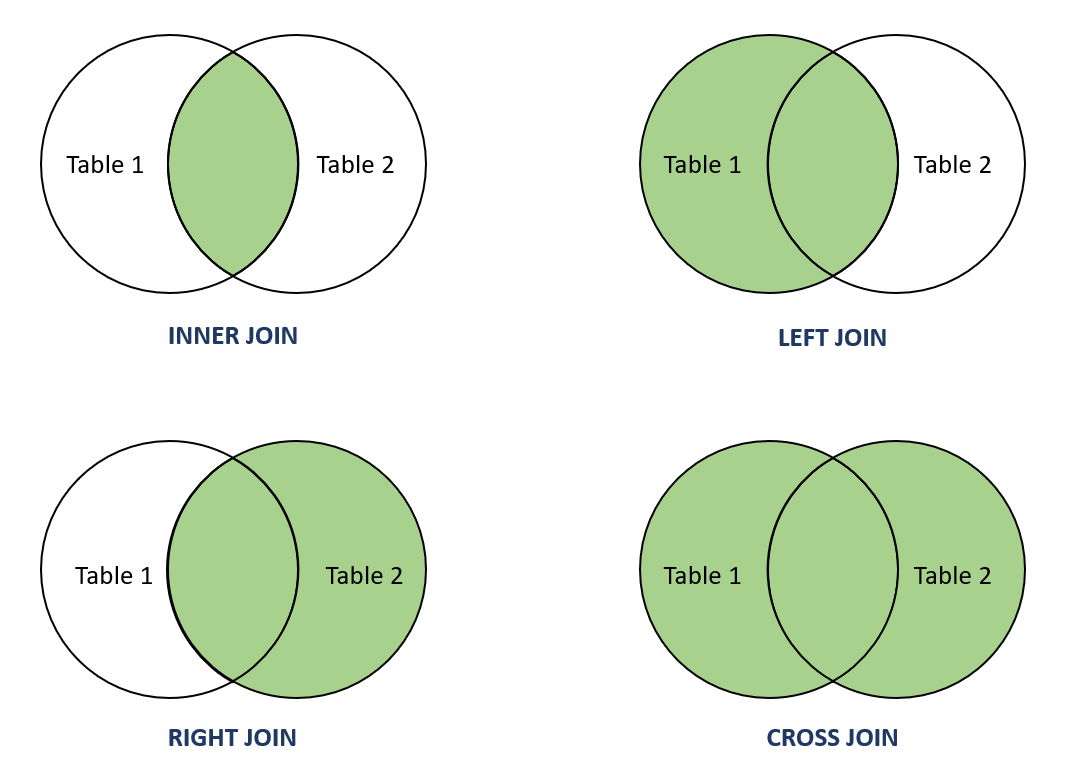 Table 1
Table 2
INNER JOIN
Table 1
Table 2
LEFT JOIN
Table 1
Table 2
RIGHT JOIN
Table 1
Table 2
CROSS JOIN